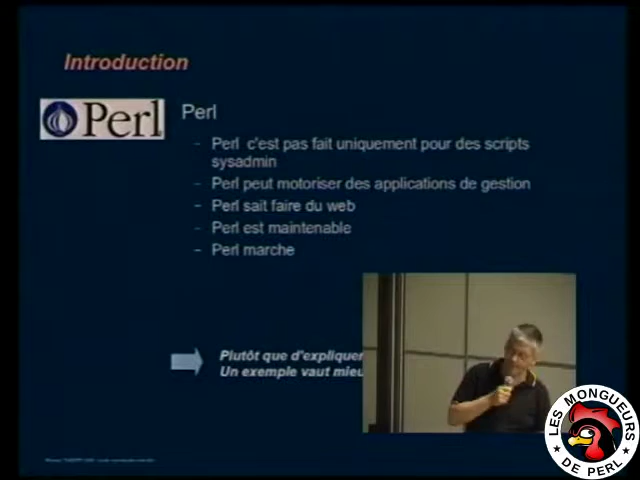 Introduction
Perl
Perl
- Perl c'est pas fait uniquement pour des scripts
sysadmin
- Perl peut motoriser des applications de gestion
- Perl sait faire du web
- Perl est maintenable
- Perl marche
Plutôt que d'expliquer
Un exemple vaut mieu
LES MONGUEURS
DE PERL